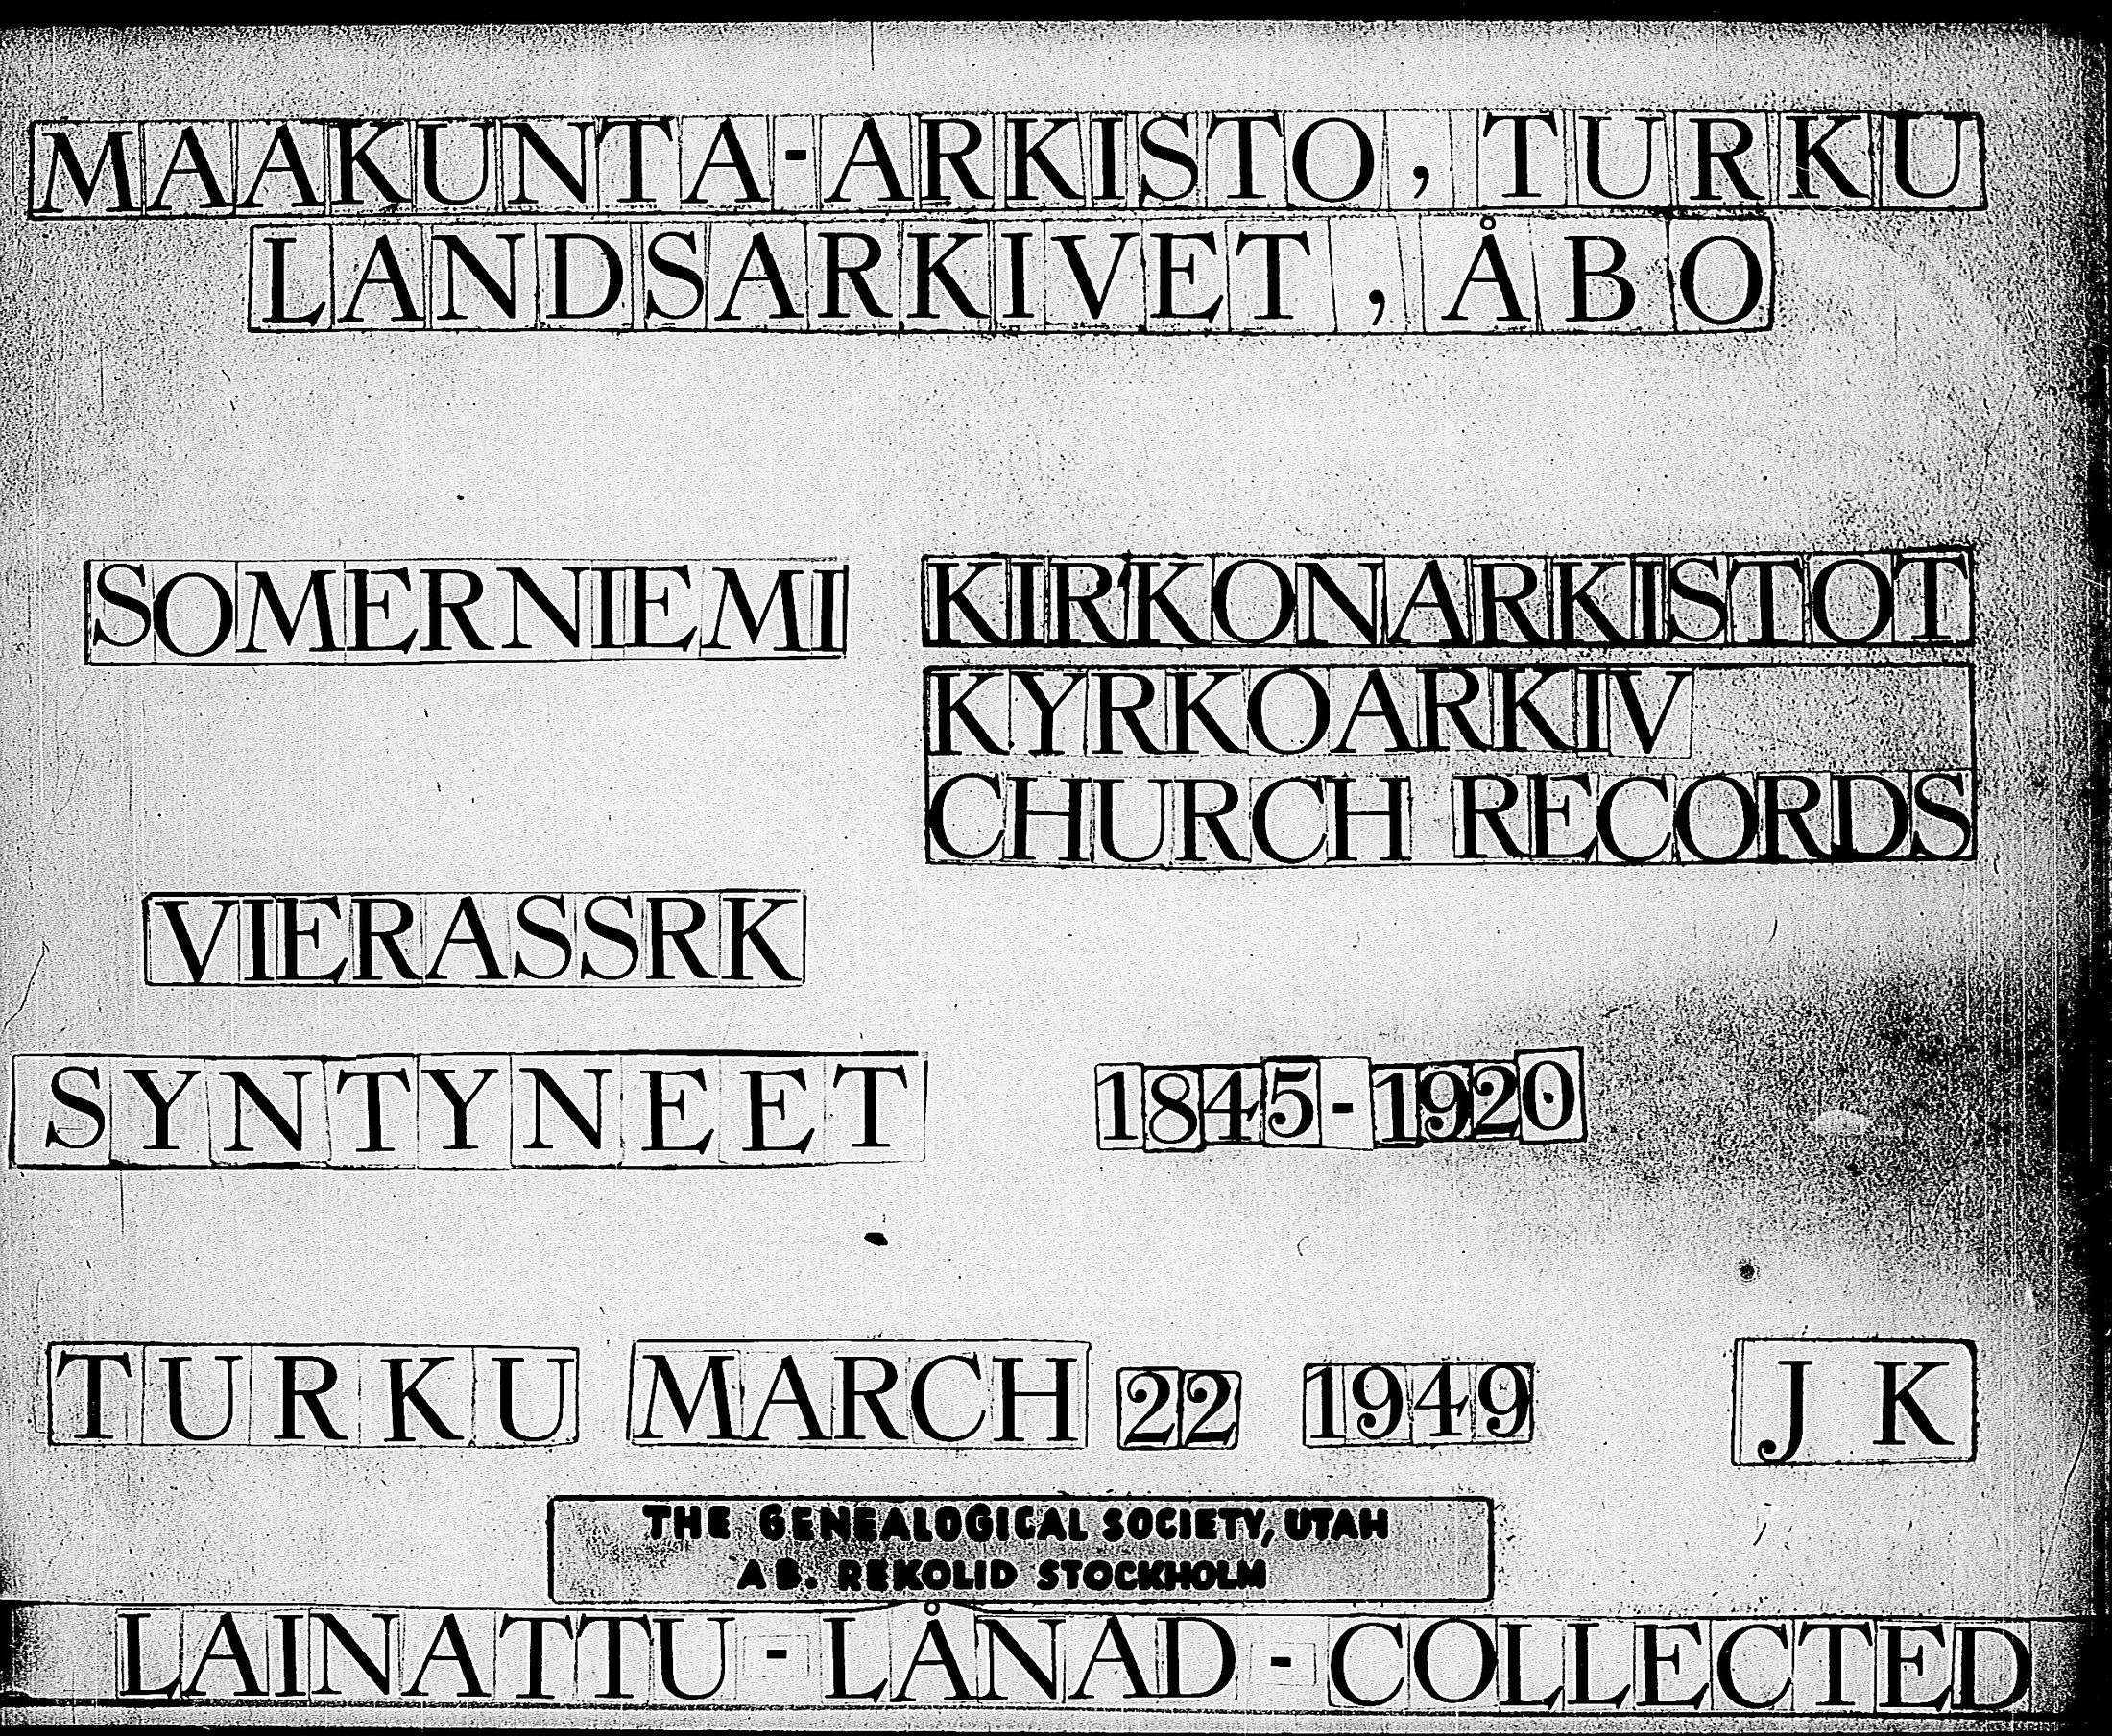 MAAKUNTA-ARKISTO, TURKU
LANDSARKIVET, ÅBO
SOMERNIEMI KIRKONARKISTOT
KYRKOARKIV
CHURCH RECORDS
VIERASSRK
SYNTYNEET 1845-1920
TURKU MARCH 22 1949 J K
THE GENEALOGICAL SOCIETY, UTAH
AB. REKOLID STOCKHOLM
LAINATTU - LÅNAD - COLLECTED